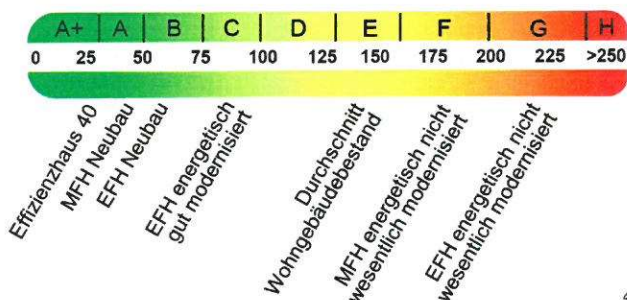 A+ A B C D E F G H
0 25 50 75 100 125 150 175 200 225 >250
Effizienzhaus 40
MFH Neubau
EFH Neubau
EFH energetisch
gut modernisiert
Durchschnitt
Wohngebäudebestand
MFH energetisch nicht
wesentlich modernisiert
EFH energetisch nicht
wesentlich modernisiert